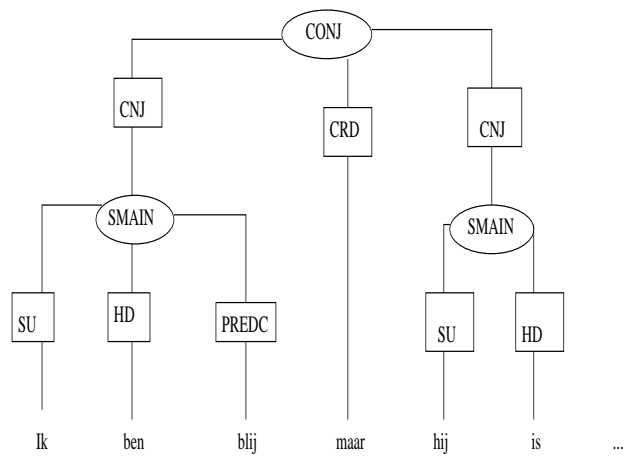 CONJ
CNJ CRD CNJ
SMAIN SMAIN
SU HD PREDC SU HD
Ik ben blij maar hij is ...